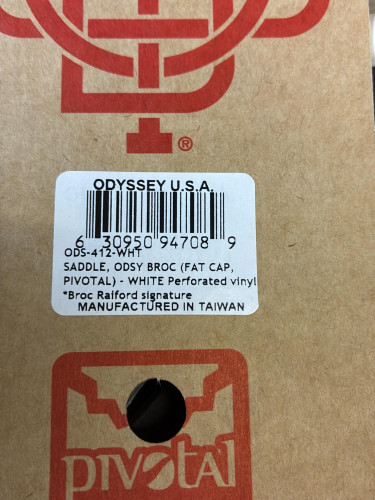 ®
ODYSSEY U.S.A.
6 30950 94708 9
ODS-412-WHT
SADDLE, ODSY BROC (FAT CAP,
PIVOTAL) - WHITE Perforated vinyl
*Broc Raiford signature
MANUFACTURED IN TAIWAN
pivotal